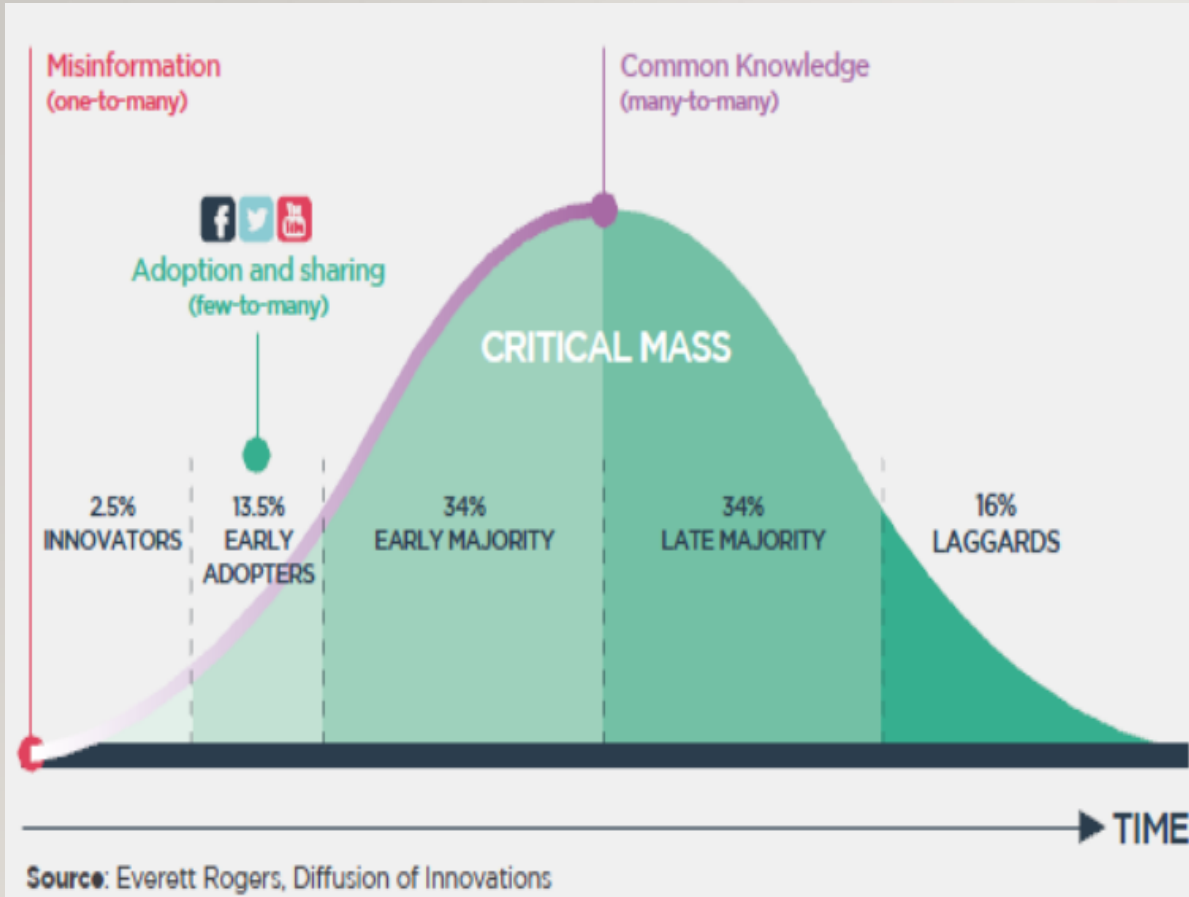 Misinformation
(one-to-many)
Common Knowledge
(many-to-many)
You
Tube
Adoption and sharing
(few-to-many)
CRITICAL MASS
2.5%
INNOVATORS
13.5%
EARLY
ADOPTERS
34%
EARLY MAJORITY
34%
LATE MAJORITY
16%
LAGGARDS
TIME
Source: Everett Rogers, Diffusion of Innovations